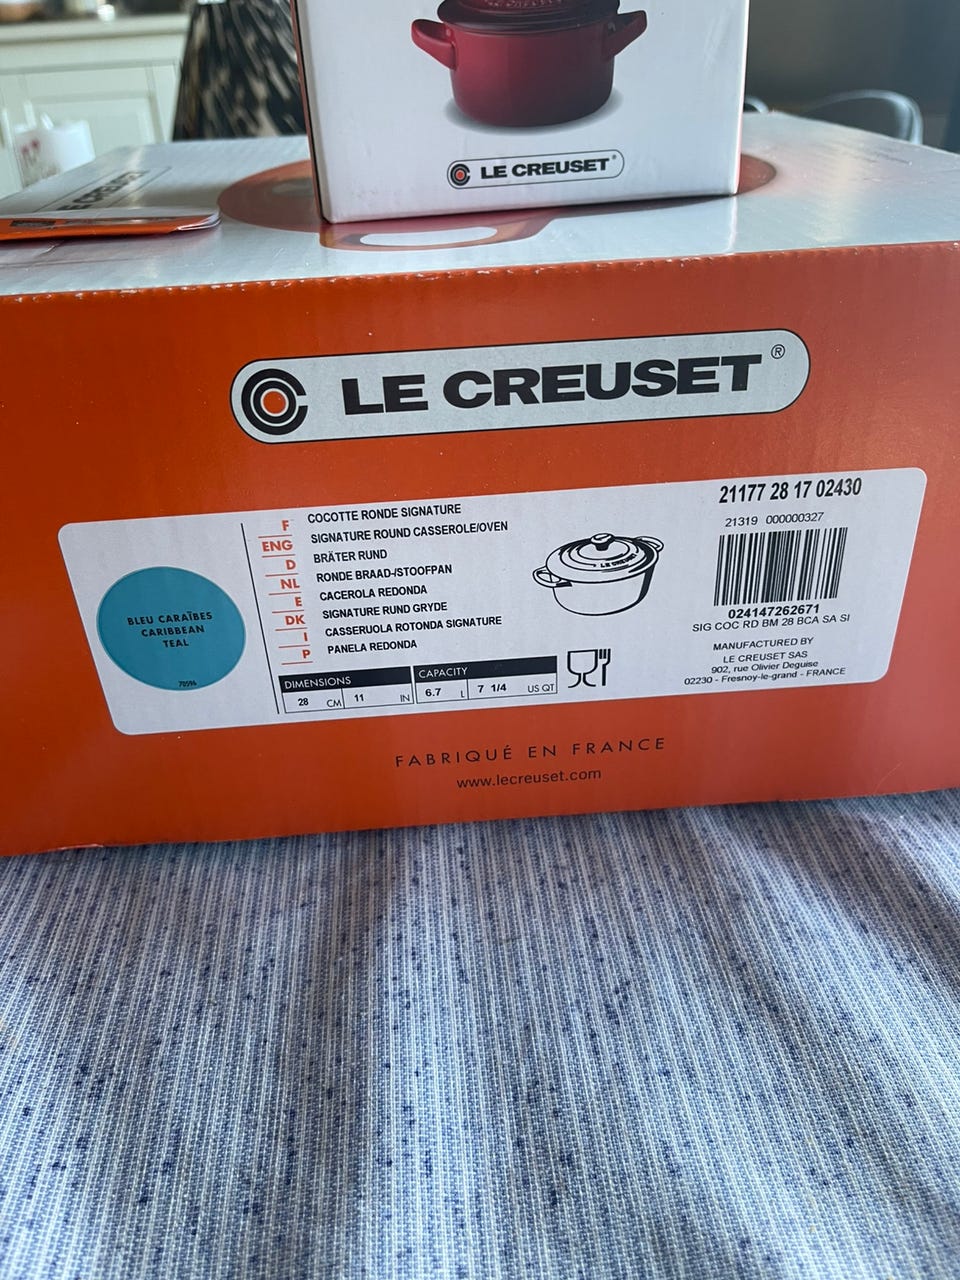 LE CREUSET®
LE CREUSET®
21177 28 17 02430
21319 000000327
F COCOTTE RONDE SIGNATURE
ENG SIGNATURE ROUND CASSEROLE/OVEN
D BRÄTER RUND
NL RONDE BRAAD-/STOOFPAN
E CACEROLA REDONDA
DK SIGNATURE RUND GRYDE
I CASSERUOLA ROTONDA SIGNATURE
P PANELA REDONDA
BLEU CARAÏBES
CARIBBEAN
TEAL
70596
LE CREUSET
024147262671
SIG COC RD BM 28 BCA SA SI
MANUFACTURED BY
LE CREUSET SAS
902, rue Olivier Deguise
02230 - Fresnoy-le-grand - FRANCE
DIMENSIONS CAPACITY
28 CM 11 IN 6.7 L 7 1/4 US QT
FABRIQUÉ EN FRANCE
www.lecreuset.com